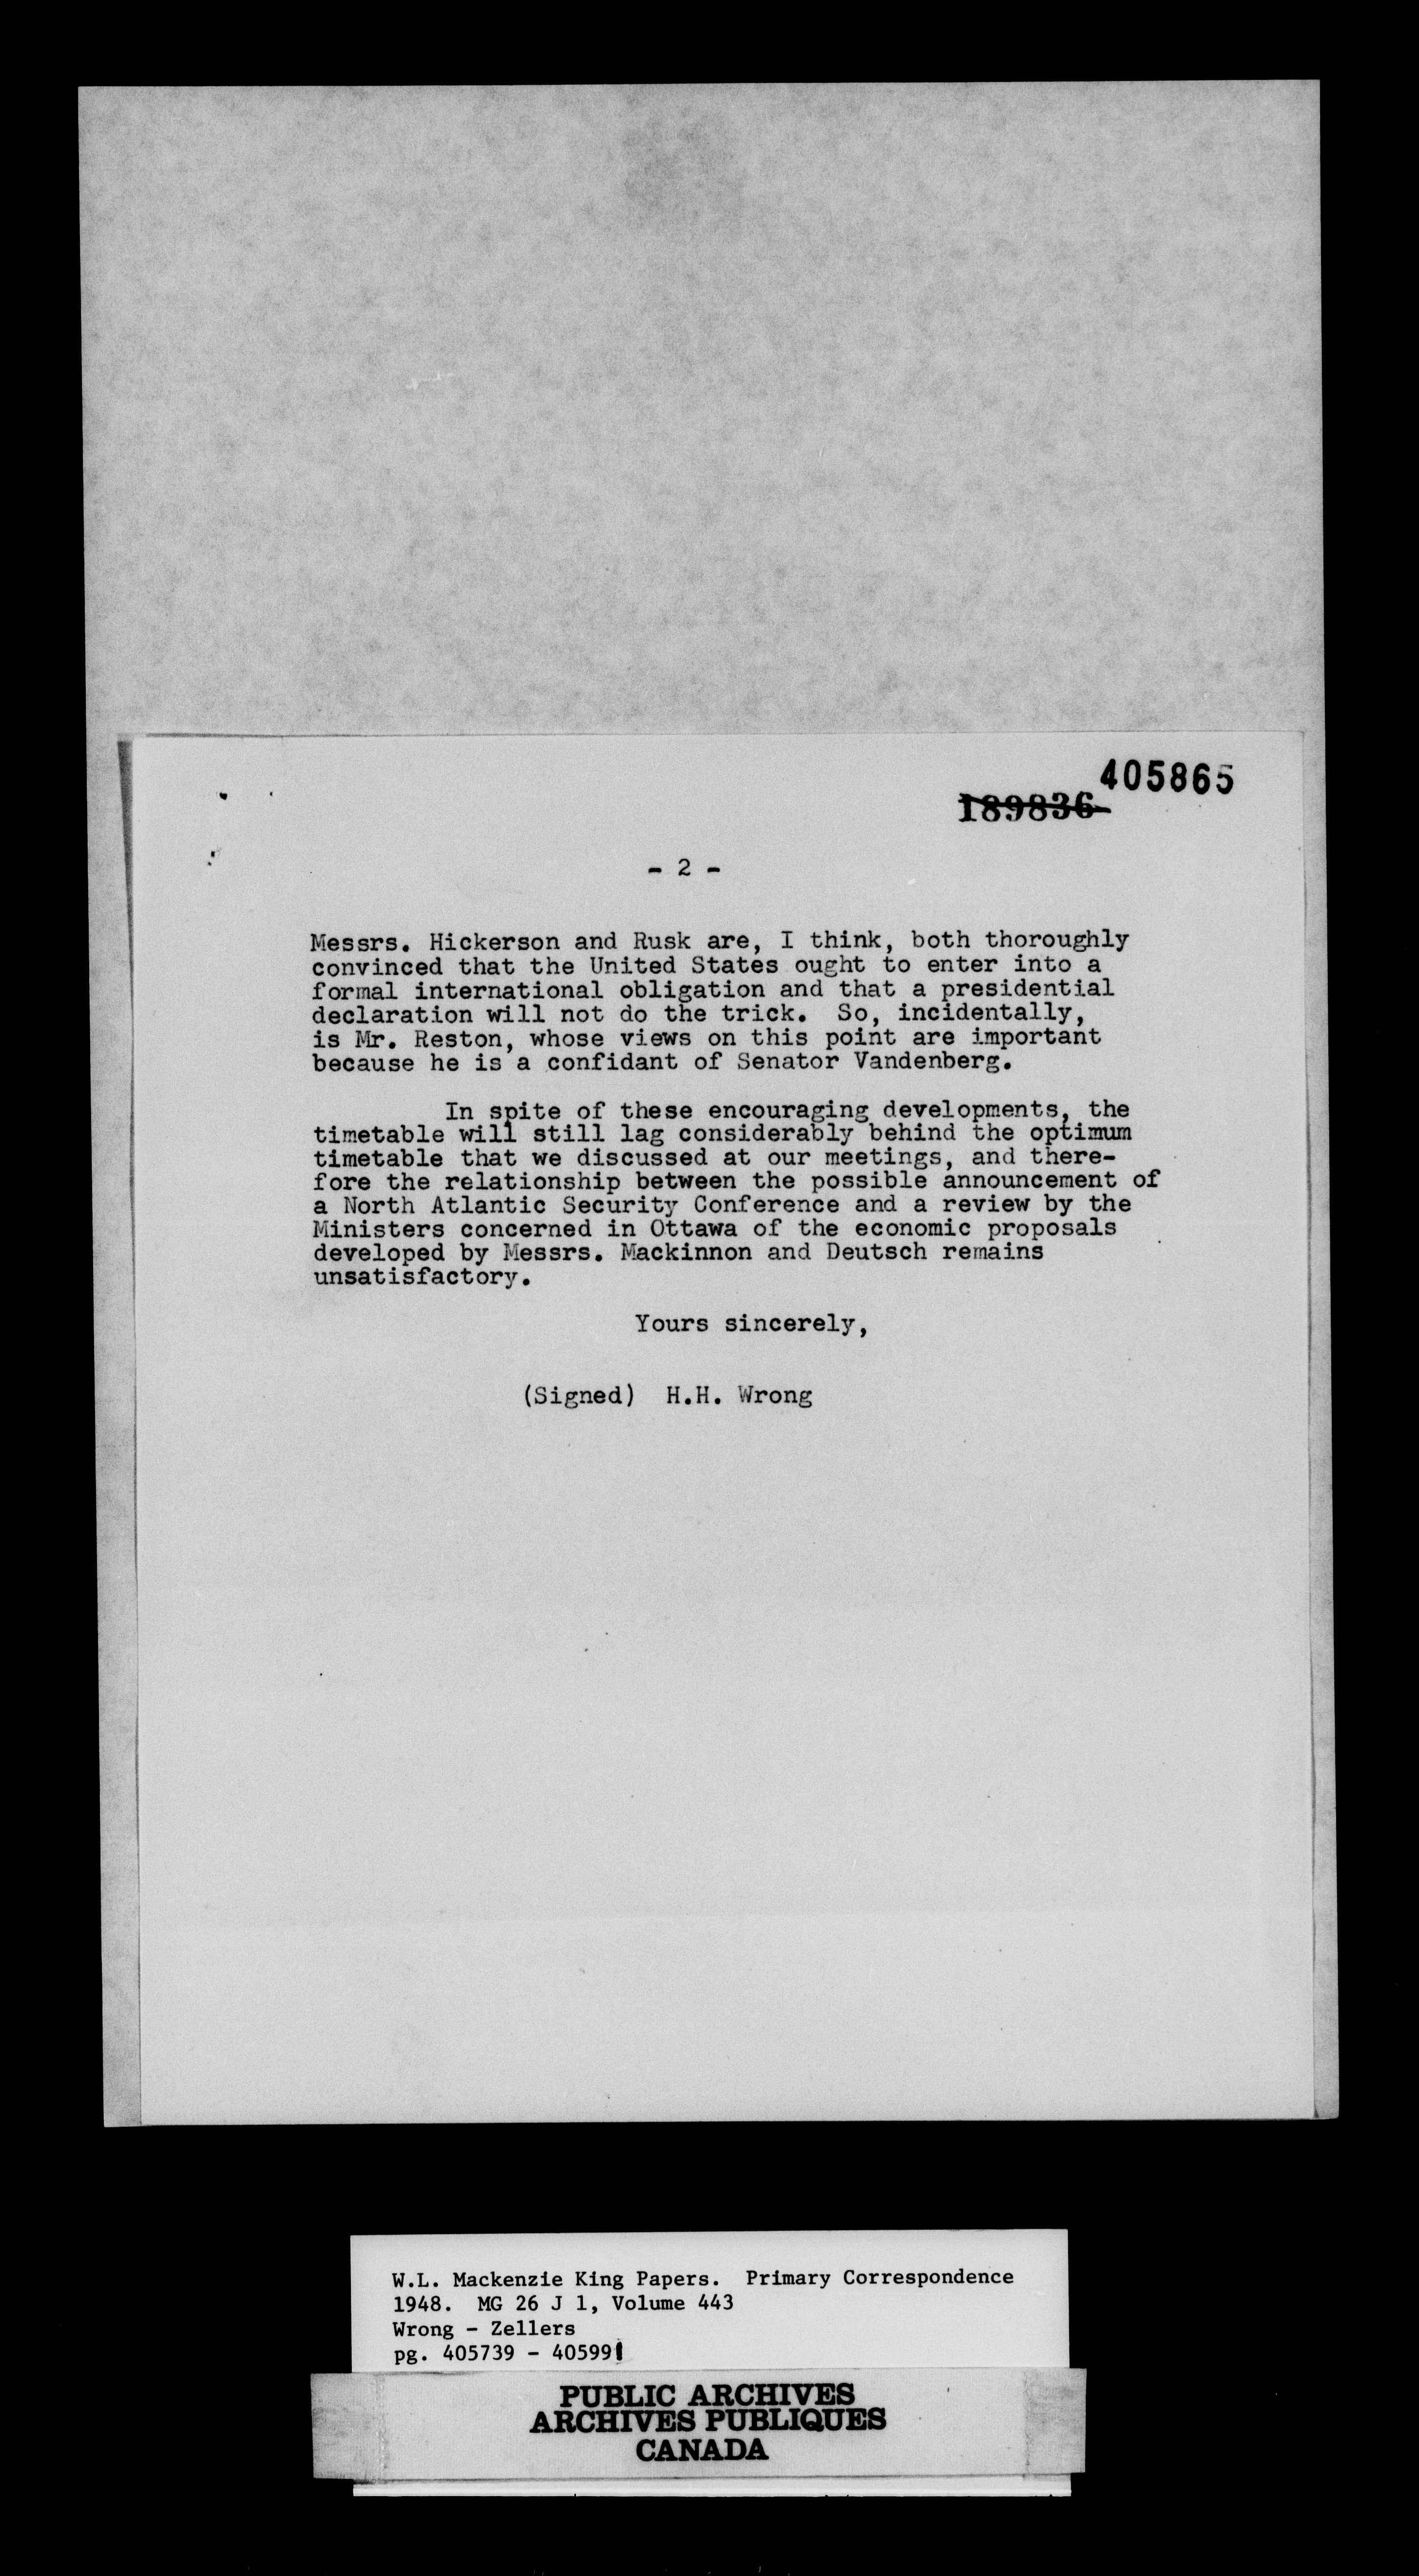 405865
189836
- 2 -
Messrs. Hickerson and Rusk are, I think, both thoroughly
convinced that the United States ought to enter into a
formal international obligation and that a presidential
declaration will not do the trick. So, incidentally,
is Mr. Reston, whose views on this point are important
because he is a confidant of Senator Vandenberg.
In spite of these encouraging developments, the
timetable will still lag considerably behind the optimum
timetable that we discussed at our meetings, and there-
fore the relationship between the possible announcement of
a North Atlantic Security Conference and a review by the
Ministers concerned in Ottawa of the economic proposals
developed by Messrs. Mackinnon and Deutsch remains
unsatisfactory.
Yours sincerely,
(Signed) H.H. Wrong
W.L. Mackenzie King Papers. Primary Correspondence
1948. MG 26 J 1, Volume 443
Wrong - Zellers
pg. 405739 - 405991
PUBLIC ARCHIVES
ARCHIVES PUBLIQUES
CANADA